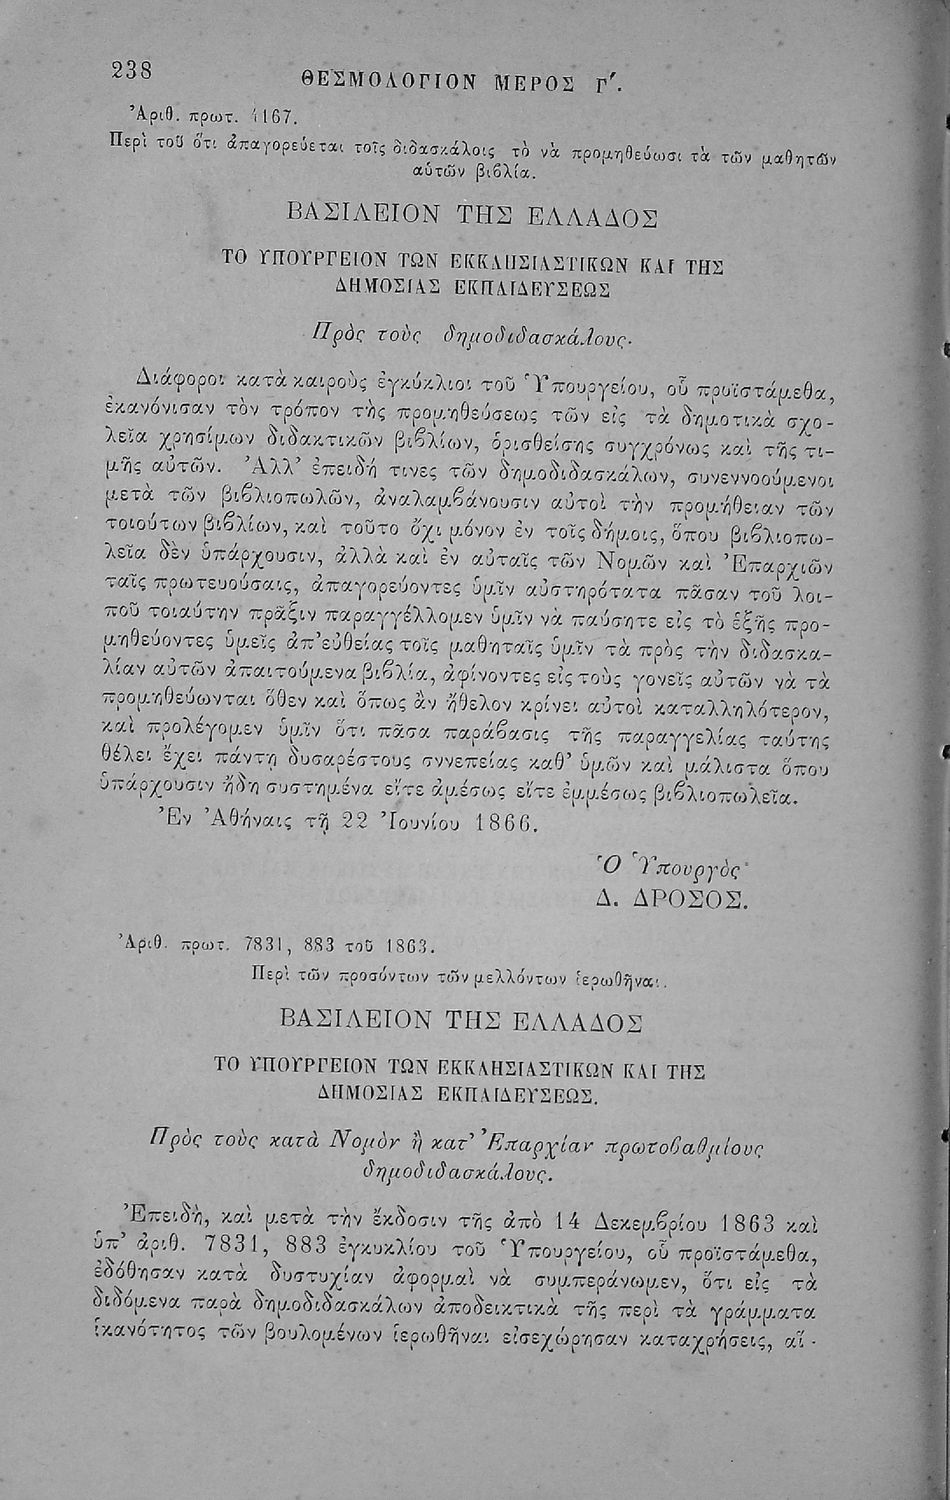 238
ΘΕΣΜΟΛΟΓΙΟΝ ΜΕΡΟΣ Γ΄.
Ἀριθ. πρωτ. 4167.
Περὶ τοῦ ὅτι ἀπαγορεύεται τοῖς διδασκάλοις τὸ νὰ προμηθεύωσι τὰ τῶν μαθητῶν
αὑτῶν βιβλία.
ΒΑΣΙΛΕΙΟΝ ΤΗΣ ΕΛΛΑΔΟΣ
ΤΟ ΥΠΟΥΡΓΕΙΟΝ ΤΩΝ ΕΚΚΛΗΣΙΑΣΤΙΚΩΝ ΚΑΙ ΤΗΣ
ΔΗΜΟΣΙΑΣ ΕΚΠΑΙΔΕΥΣΕΩΣ
Πρὸς τοὺς δημοδιδασκάλους.
Διάφοροι κατὰ καιροὺς ἐγκύκλιοι τοῦ Ὑπουργείου, οὗ προϊστάμεθα,
ἐκανόνισαν τὸν τρόπον τῆς προμηθεύσεως τῶν εἰς τὰ δημοτικὰ σχο-
λεῖα χρησίμων διδακτικῶν βιβλίων, ὁρισθείσης συγχρόνως καὶ τῆς τι-
μῆς αὐτῶν. Ἀλλ' ἐπειδή τινες τῶν δημοδιδασκάλων, συνεννοούμενοι
μετὰ τῶν βιβλιοπωλῶν, ἀναλαμβάνουσιν αὐτοὶ τὴν προμήθειαν τῶν
τοιούτων βιβλίων, καὶ τοῦτο ὄχι μόνον ἐν τοῖς δήμοις, ὅπου βιβλιοπω-
λεῖα δὲν ὑπάρχουσιν, ἀλλὰ καὶ ἐν αὐταῖς τῶν Νομῶν καὶ Ἐπαρχιῶν
ταῖς πρωτευούσαις, ἀπαγορεύοντες ὑμῖν αὐστηρότατα πᾶσαν τοῦ λοι-
ποῦ τοιαύτην πρᾶξιν παραγγέλλομεν ὑμῖν νὰ παύσητε εἰς τὸ ἑξῆς προ-
μηθεύοντες ὑμεῖς ἀπ' εὐθείας τοῖς μαθηταῖς ὑμῖν τὰ πρὸς τὴν διδασκα-
λίαν αὐτῶν ἀπαιτούμενα βιβλία, ἀφίνοντες εἰς τοὺς γονεῖς αὐτῶν νὰ τὰ
προμηθεύωνται ὅθεν καὶ ὅπως ἂν ἤθελον κρίνει αὐτοὶ καταλληλότερον,
καὶ προλέγομεν ὑμῖν ὅτι πᾶσα παράβασις τῆς παραγγελίας ταύτης
θέλει ἔχει πάντη δυσαρέστους σννεπείας καθ' ὑμῶν καὶ μάλιστα ὅπου
ὑπάρχουσιν ἤδη συστημένα εἴτε ἀμέσως εἴτε ἐμμέσως βιβλιοπωλεῖα.
Ἐν Ἀθήναις τῇ 22 Ἰουνίου 1866.
Ὁ Ὑπουργὸς
Δ. ΔΡΟΣΟΣ.
Ἀριθ. πρωτ. 7831, 883 τοῦ 1863.
Περὶ τῶν προσόντων τῶν μελλόντων ἱερωθῆναι.
ΒΑΣΙΛΕΙΟΝ ΤΗΣ ΕΛΛΑΔΟΣ
ΤΟ ΥΠΟΥΡΓΕΙΟΝ ΤΩΝ ΕΚΚΛΗΣΙΑΣΤΙΚΩΝ ΚΑΙ ΤΗΣ
ΔΗΜΟΣΙΑΣ ΕΚΠΑΙΔΕΥΣΕΩΣ.
Πρὸς τοὺς κατὰ Νομὸν ἢ κατ' Ἐπαρχίαν πρωτοβαθμίους
δημοδιδασκάλους.
Ἐπειδὴ, καὶ μετὰ τὴν ἔκδοσιν τῆς ἀπὸ 14 Δεκεμβρίου 1863 καὶ
ὑπ' ἀριθ. 7831, 883 ἐγκυκλίου τοῦ Ὑπουργείου, οὗ προϊστάμεθα,
ἐδόθησαν κατὰ δυστυχίαν ἀφορμαὶ νὰ συμπεράνωμεν, ὅτι εἰς τὰ
διδόμενα παρὰ δημοδιδασκάλων ἀποδεικτικὰ τῆς περὶ τὰ γράμματα
ἱκανότητος τῶν βουλομένων ἱερωθῆναι εἰσεχώρησαν καταχρήσεις, αἵ -